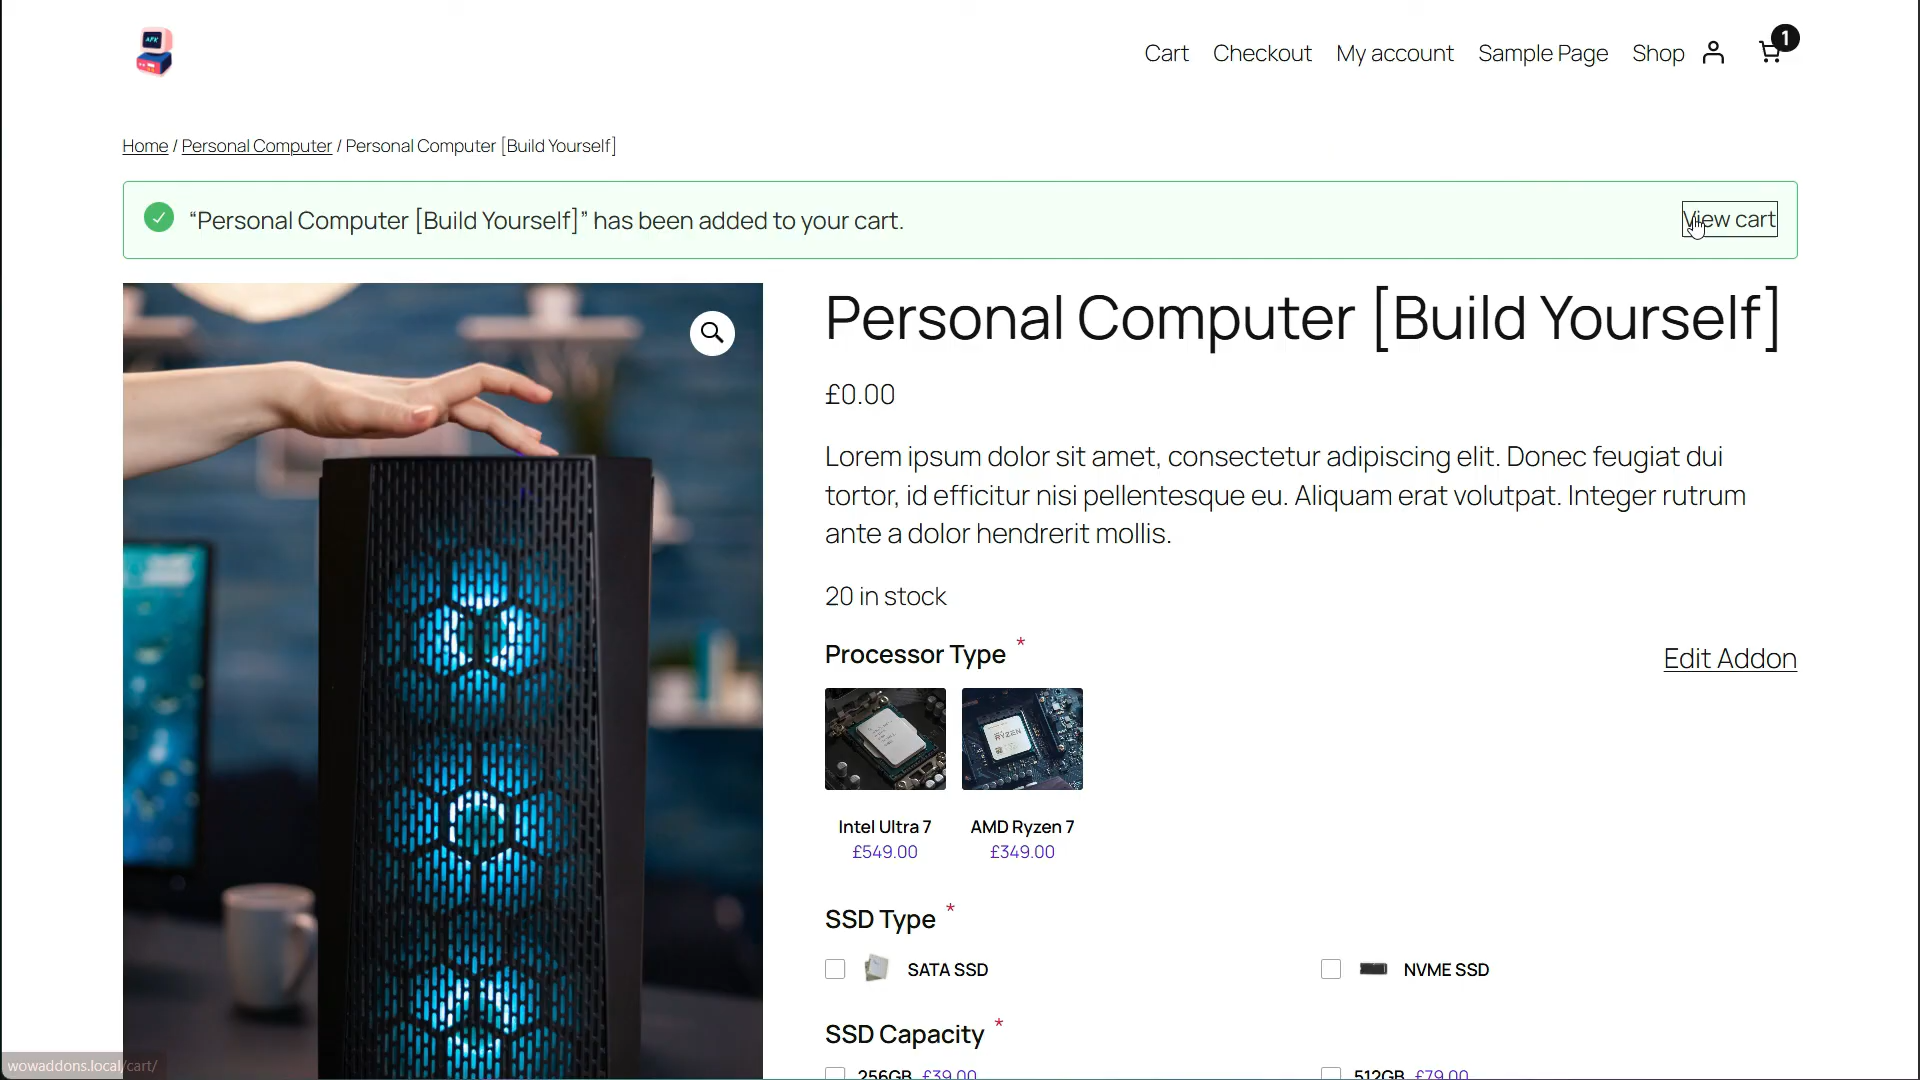 AFK
Cart
Checkout
My account
Sample Page
Shop
1
Home / Personal Computer / Personal Computer [Build Yourself]
“Personal Computer [Build Yourself]” has been added to your cart.
View cart
Personal Computer [Build Yourself]
£0.00
Lorem ipsum dolor sit amet, consectetur adipiscing elit. Donec feugiat dui
tortor, id efficitur nisi pellentesque eu. Aliquam erat volutpat. Integer rutrum
ante a dolor hendrerit mollis.
20 in stock
Processor Type *
Edit Addon
RYZEN
Intel Ultra 7
£549.00
AMD Ryzen 7
£349.00
SSD Type *
SATA SSD
NVME SSD
SSD Capacity *
256GB £39.00
512GB £79.00
wowaddons.local/cart/